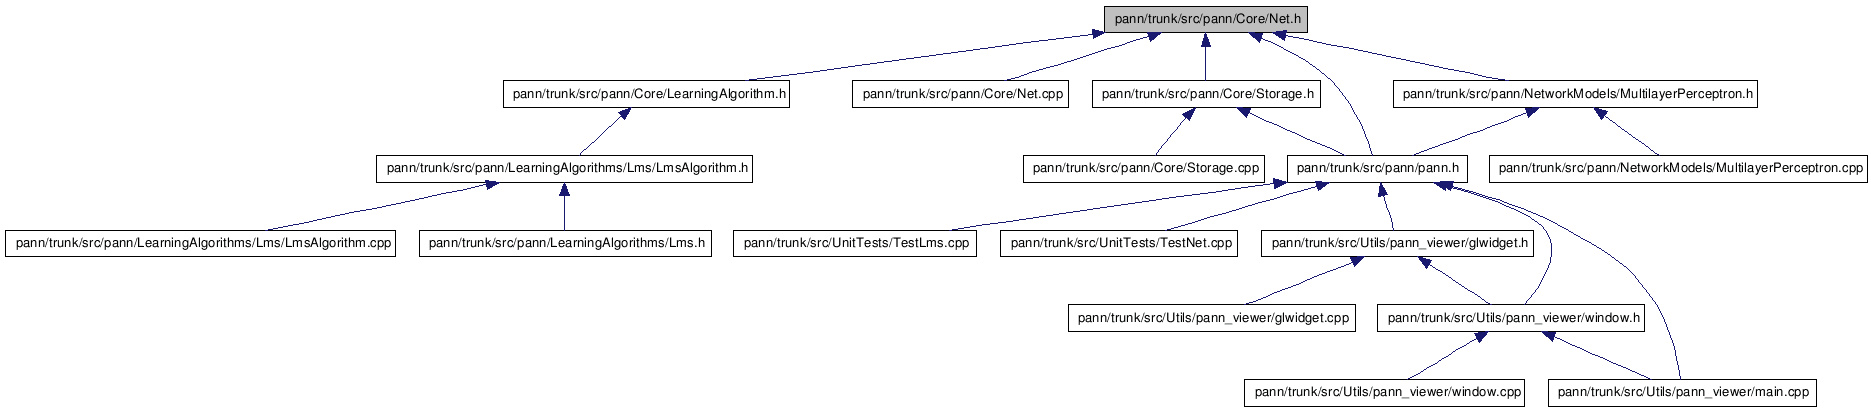 pann/trunk/src/pann/Core/Net.h
pann/trunk/src/pann/Core/LearningAlgorithm.h
pann/trunk/src/pann/Core/Net.cpp
pann/trunk/src/pann/Core/Storage.h
pann/trunk/src/pann/NetworkModels/MultilayerPerceptron.h
pann/trunk/src/pann/LearningAlgorithms/Lms/LmsAlgorithm.h
pann/trunk/src/pann/Core/Storage.cpp
pann/trunk/src/pann/pann.h
pann/trunk/src/pann/NetworkModels/MultilayerPerceptron.cpp
pann/trunk/src/pann/LearningAlgorithms/Lms/LmsAlgorithm.cpp
pann/trunk/src/pann/LearningAlgorithms/Lms.h
pann/trunk/src/UnitTests/TestLms.cpp
pann/trunk/src/UnitTests/TestNet.cpp
pann/trunk/src/Utils/pann_viewer/glwidget.h
pann/trunk/src/Utils/pann_viewer/glwidget.cpp
pann/trunk/src/Utils/pann_viewer/window.h
pann/trunk/src/Utils/pann_viewer/window.cpp
pann/trunk/src/Utils/pann_viewer/main.cpp